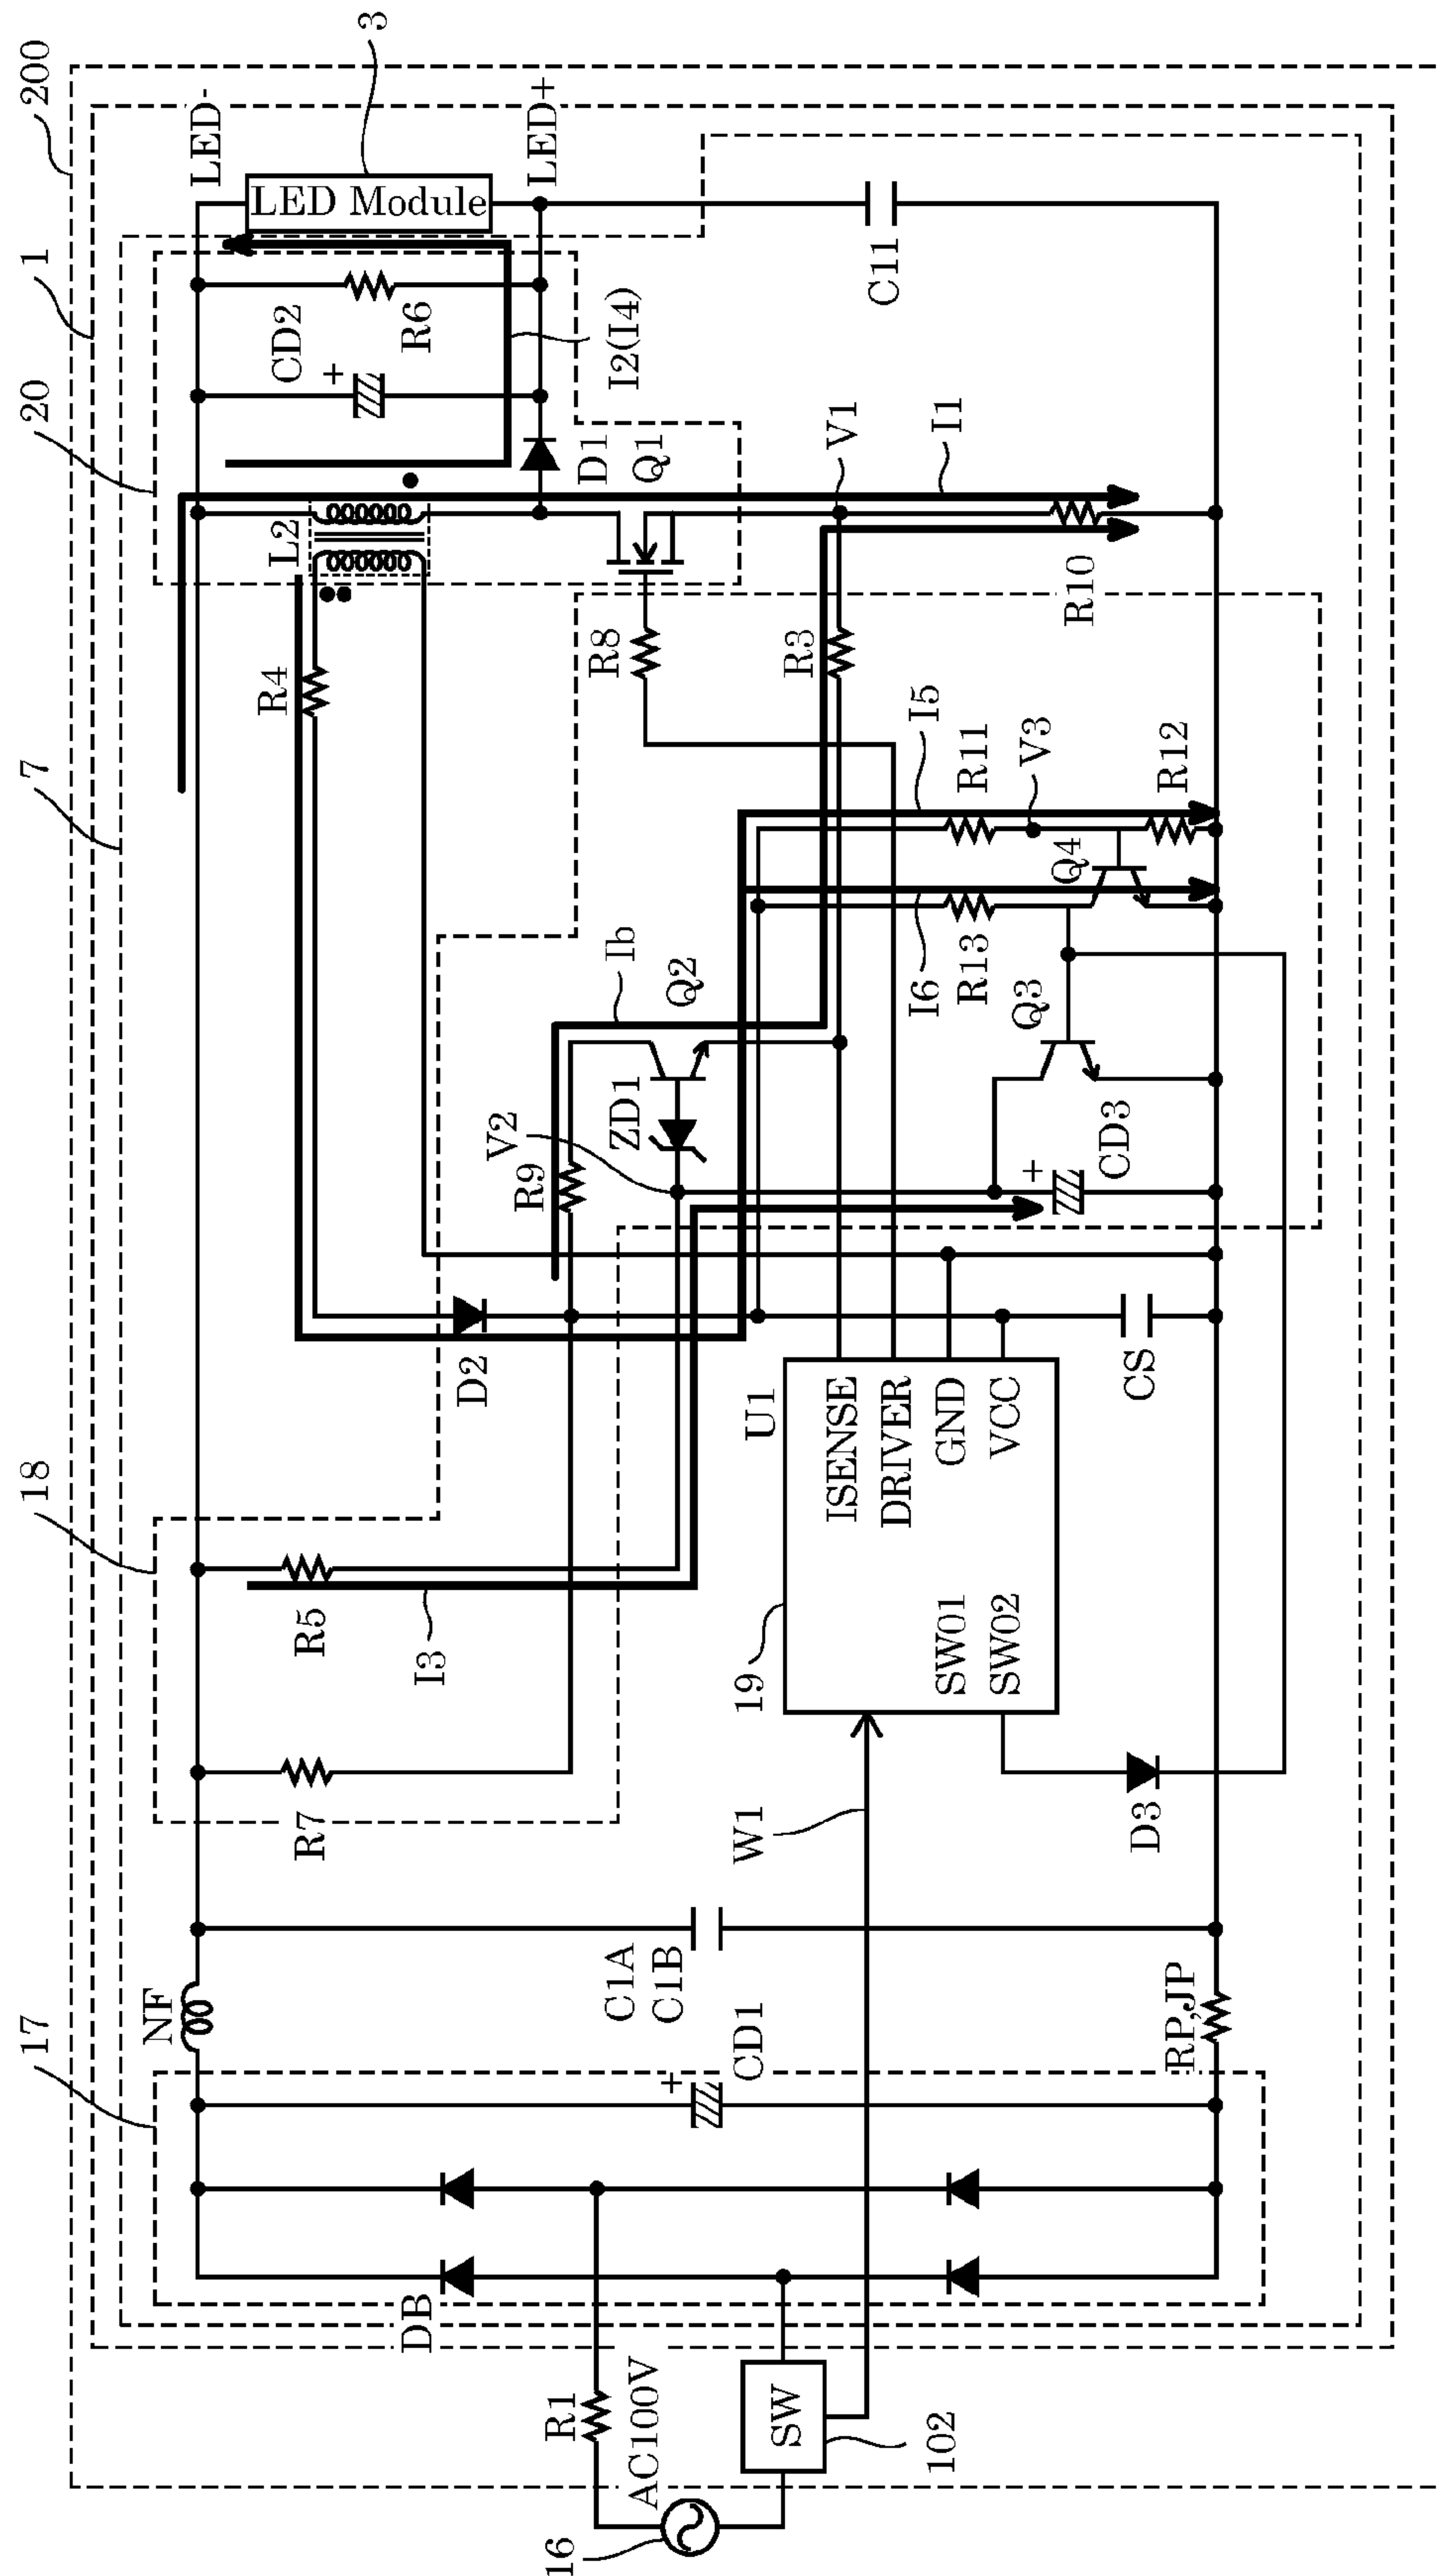 200
3
1
LED-
LED+
LED Module
20
CD2
+
R6
I2(I4)
C11
7
L2
D1
Q1
V1
I1
R4
R8
R3
R10
I5
R11
V3
R12
Ib
Q2
Q4
I6
R13
Q3
V2
ZD1
R9
+
CD3
D2
CS
18
U1
ISENSE
DRIVER
GND
VCC
R5
I3
19
SW01
SW02
R7
W1
D3
NF
C1A
C1B
RP,JP
17
+
CD1
DB
R1
AC100V
SW
102
16